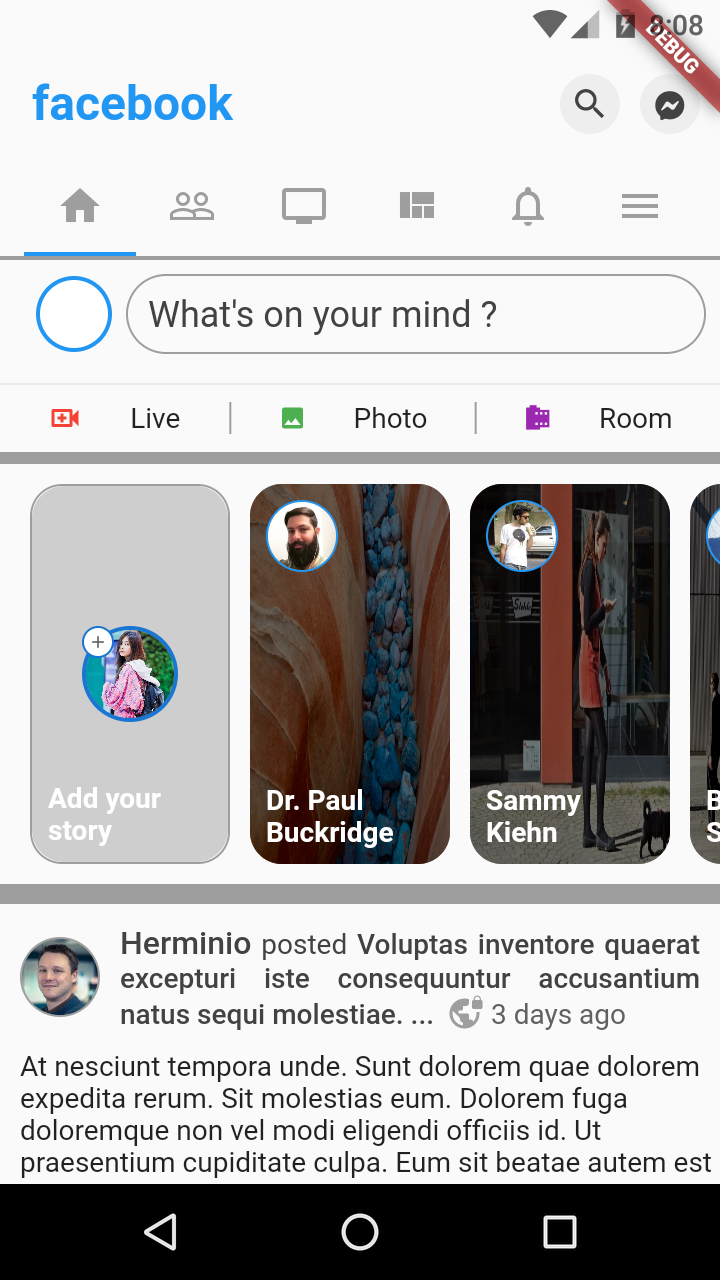 8:08
DEBUG
facebook
What's on your mind ?
Live
Photo
Room
Add your
story
Dr. Paul
Buckridge
Sammy
Kiehn
Herminio posted Voluptas inventore quaerat
excepturi iste consequuntur accusantium
natus sequi molestiae. ... 3 days ago
At nesciunt tempora unde. Sunt dolorem quae dolorem
expedita rerum. Sit molestias eum. Dolorem fuga
doloremque non vel modi eligendi officiis id. Ut
praesentium cupiditate culpa. Eum sit beatae autem est